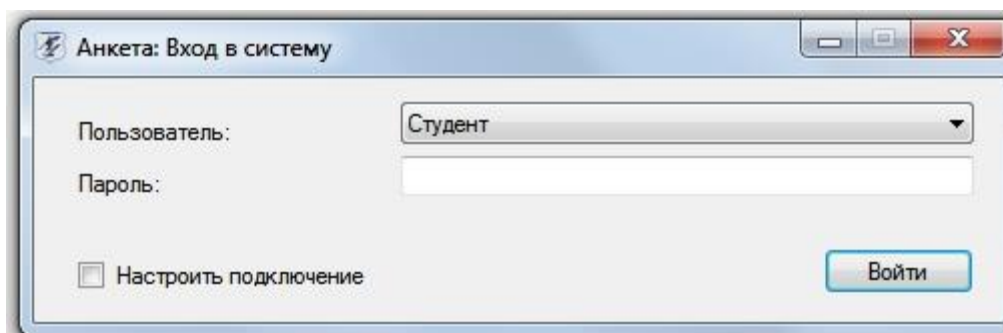 Анкета: Вход в систему
Пользователь:
Студент
Пароль:
Настроить подключение
Войти